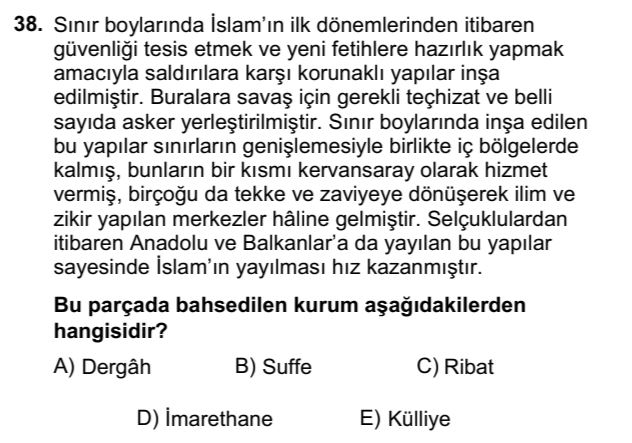 38. Sınır boylarında İslam’ın ilk dönemlerinden itibaren
güvenliği tesis etmek ve yeni fetihlere hazırlık yapmak
amacıyla saldırılara karşı korunaklı yapılar inşa
edilmiştir. Buralara savaş için gerekli teçhizat ve belli
sayıda asker yerleştirilmiştir. Sınır boylarında inşa edilen
bu yapılar sınırların genişlemesiyle birlikte iç bölgelerde
kalmış, bunların bir kısmı kervansaray olarak hizmet
vermiş, birçoğu da tekke ve zaviyeye dönüşerek ilim ve
zikir yapılan merkezler hâline gelmiştir. Selçuklulardan
itibaren Anadolu ve Balkanlar’a da yayılan bu yapılar
sayesinde İslam’ın yayılması hız kazanmıştır.
Bu parçada bahsedilen kurum aşağıdakilerden
hangisidir?
A) Dergâh B) Suffe C) Ribat
D) İmarethane E) Külliye